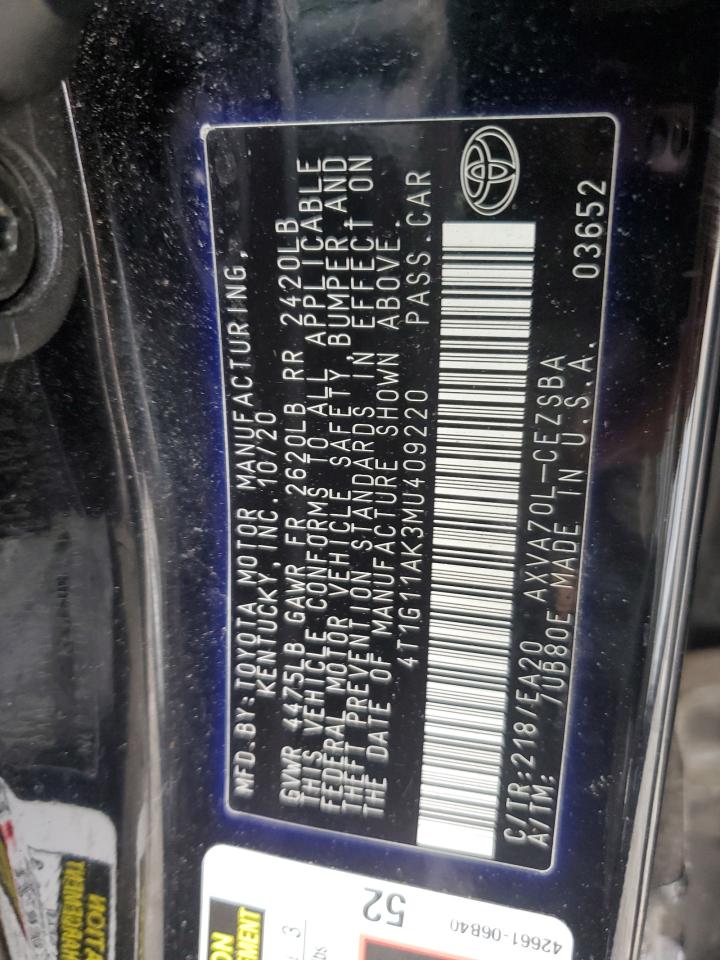 MFD.BY:TOYOTA MOTOR MANUFACTURING,
KENTUCKY, INC. 10/20
GVWR 4475LB GAWR FR 2620LB RR 2420LB
THIS VEHICLE CONFORMS TO ALL APPLICABLE
FEDERAL MOTOR VEHICLE SAFETY, BUMPER AND
THEFT PREVENTION STANDARDS IN EFFECT ON
THE DATE OF MANUFACTURE SHOWN ABOVE.
4T1G11AK3MU409220 PASS.CAR
C/TR:218/EA20 AXVA70L-CEZSBA
A/TM: /UB80E MADE IN U.S.A. 03652
52
42661-06B40
3